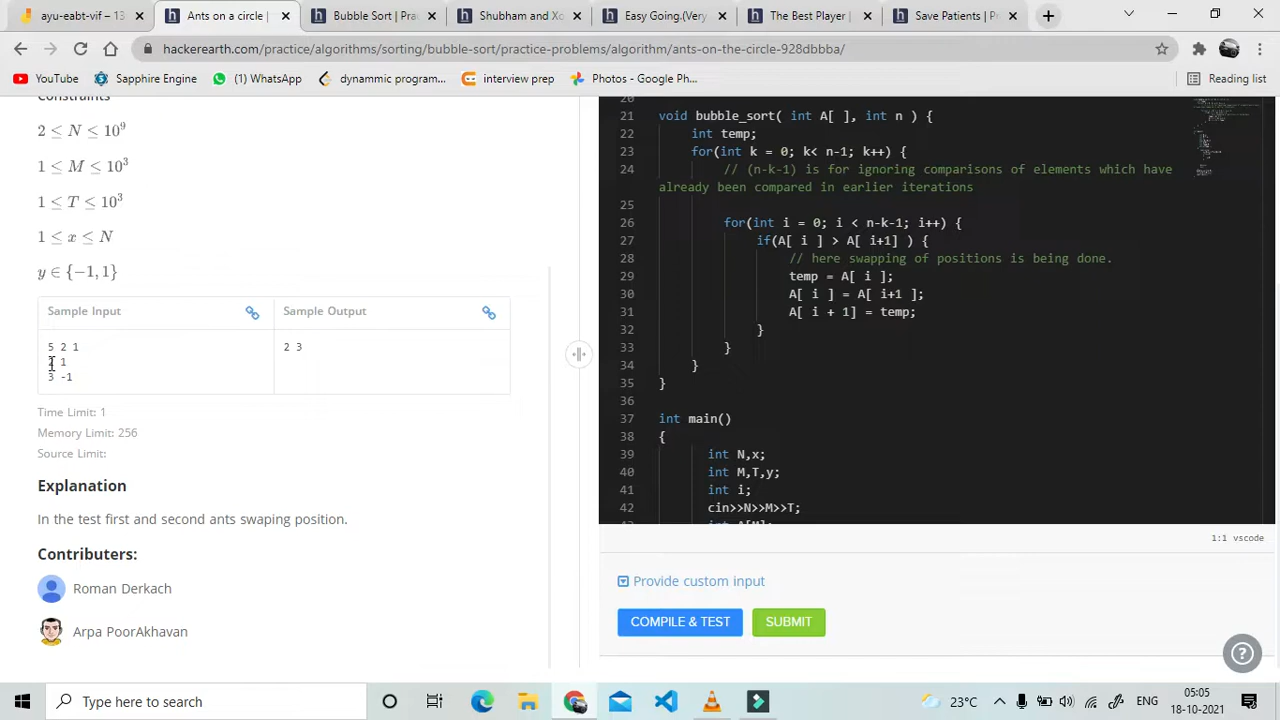 ayu-ebabyt-vif - 13
Ants on a circle |
Bubble Sort | Prac
Shubham and Xo
Easy Going.(Very
The Best Player |
Save Patients | Pr
hackerearth.com/practice/algorithms/sorting/bubble-sort/practice-problems/algorithm/ants-on-the-circle-928dbbba/
YouTube
Sapphire Engine
(1) WhatsApp
dynammic program...
interview prep
Photos - Google Ph...
Reading list
Constraints
2 ≤ N ≤ 10^9
1 ≤ M ≤ 10^3
1 ≤ T ≤ 10^3
1 ≤ x ≤ N
y ∈ {−1, 1}
Sample Input
Sample Output
5 2 1
1
3 -1
2 3
Time Limit: 1
Memory Limit: 256
Source Limit:
Explanation
In the test first and second ants swaping position.
Contributers:
Roman Derkach
Arpa PoorAkhavan
20
21 void bubble_sort( int A[ ], int n ) {
22 int temp;
23 for(int k = 0; k< n-1; k++) {
24 // (n-k-1) is for ignoring comparisons of elements which have
already been compared in earlier iterations
25
26 for(int i = 0; i < n-k-1; i++) {
27 if(A[ i ] > A[ i+1] ) {
28 // here swapping of positions is being done.
29 temp = A[ i ];
30 A[ i ] = A[ i+1 ];
31 A[ i + 1] = temp;
32 }
33 }
34 }
35 }
36
37 int main()
38 {
39 int N,x;
40 int M,T,y;
41 int i;
42 cin>>N>>M>>T;
int A[M];
1:1 vscode
Provide custom input
COMPILE & TEST
SUBMIT
Type here to search
23°C
ENG
05:05
18-10-2021